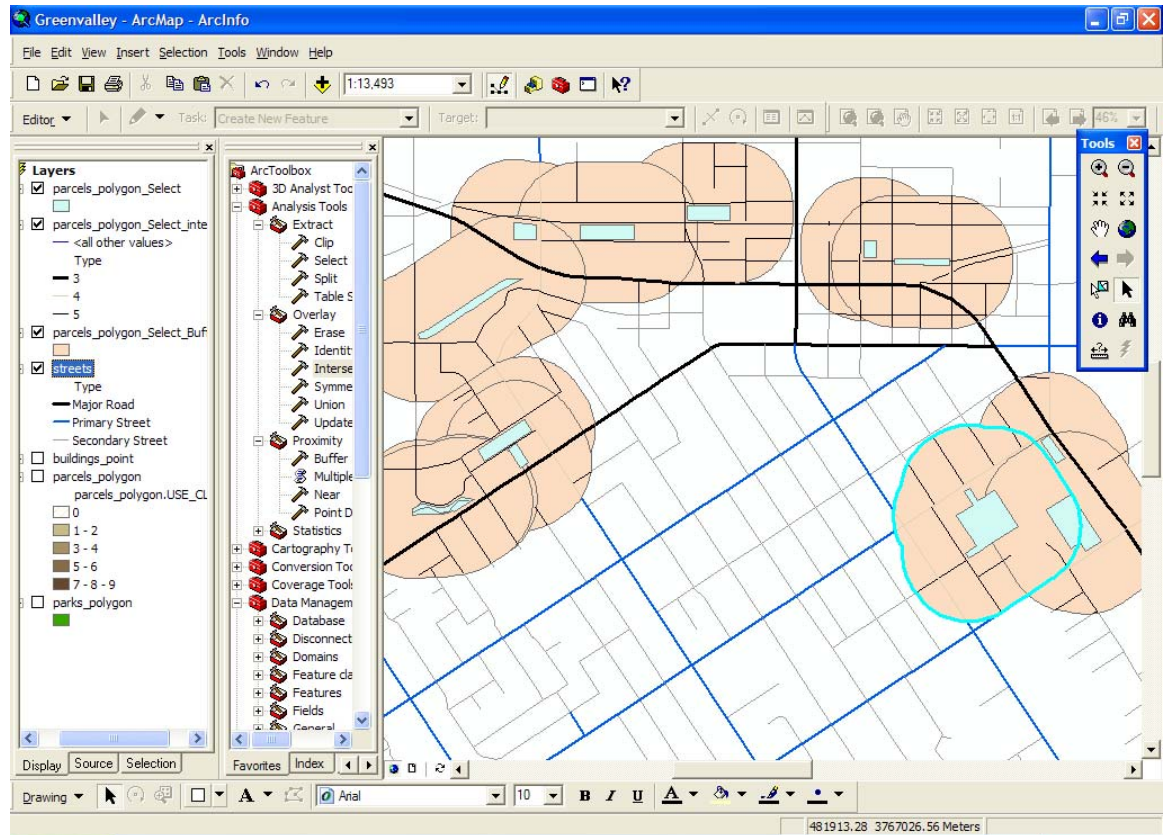 Greenvalley - ArcMap - ArcInfo
File Edit View Insert Selection Tools Window Help
1:13,493
Editor Task: Create New Feature Target: 46%
Layers
parcels_polygon_Select
parcels_polygon_Select_inte
<all other values>
Type
3
4
5
parcels_polygon_Select_Buff
streets
Type
Major Road
Primary Street
Secondary Street
buildings_point
parcels_polygon
parcels_polygon.USE_CL
0
1 - 2
3 - 4
5 - 6
7 - 8 - 9
parks_polygon
Display Source Selection
ArcToolbox
3D Analyst Toc
Analysis Tools
Extract
Clip
Select
Split
Table S
Overlay
Erase
Identit
Interse
Symme
Union
Update
Proximity
Buffer
Multiple
Near
Point D
Statistics
Cartography T
Conversion Toc
Coverage Tools
Data Managem
Database
Disconnect
Domains
Feature cla
Features
Fields
General
Favorites Index
Tools
Drawing A Arial 10 B I U A
481913.28 3767026.56 Meters